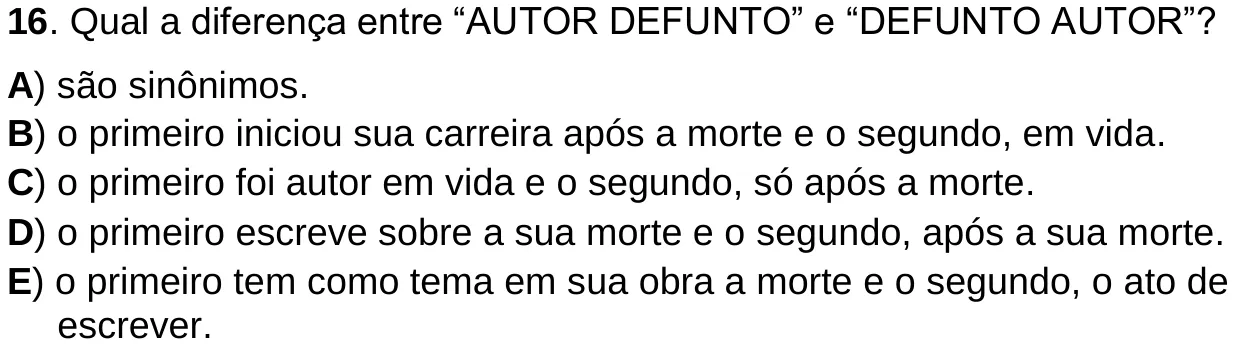 16. Qual a diferença entre “AUTOR DEFUNTO” e “DEFUNTO AUTOR”?
A) são sinônimos.
B) o primeiro iniciou sua carreira após a morte e o segundo, em vida.
C) o primeiro foi autor em vida e o segundo, só após a morte.
D) o primeiro escreve sobre a sua morte e o segundo, após a sua morte.
E) o primeiro tem como tema em sua obra a morte e o segundo, o ato de
escrever.